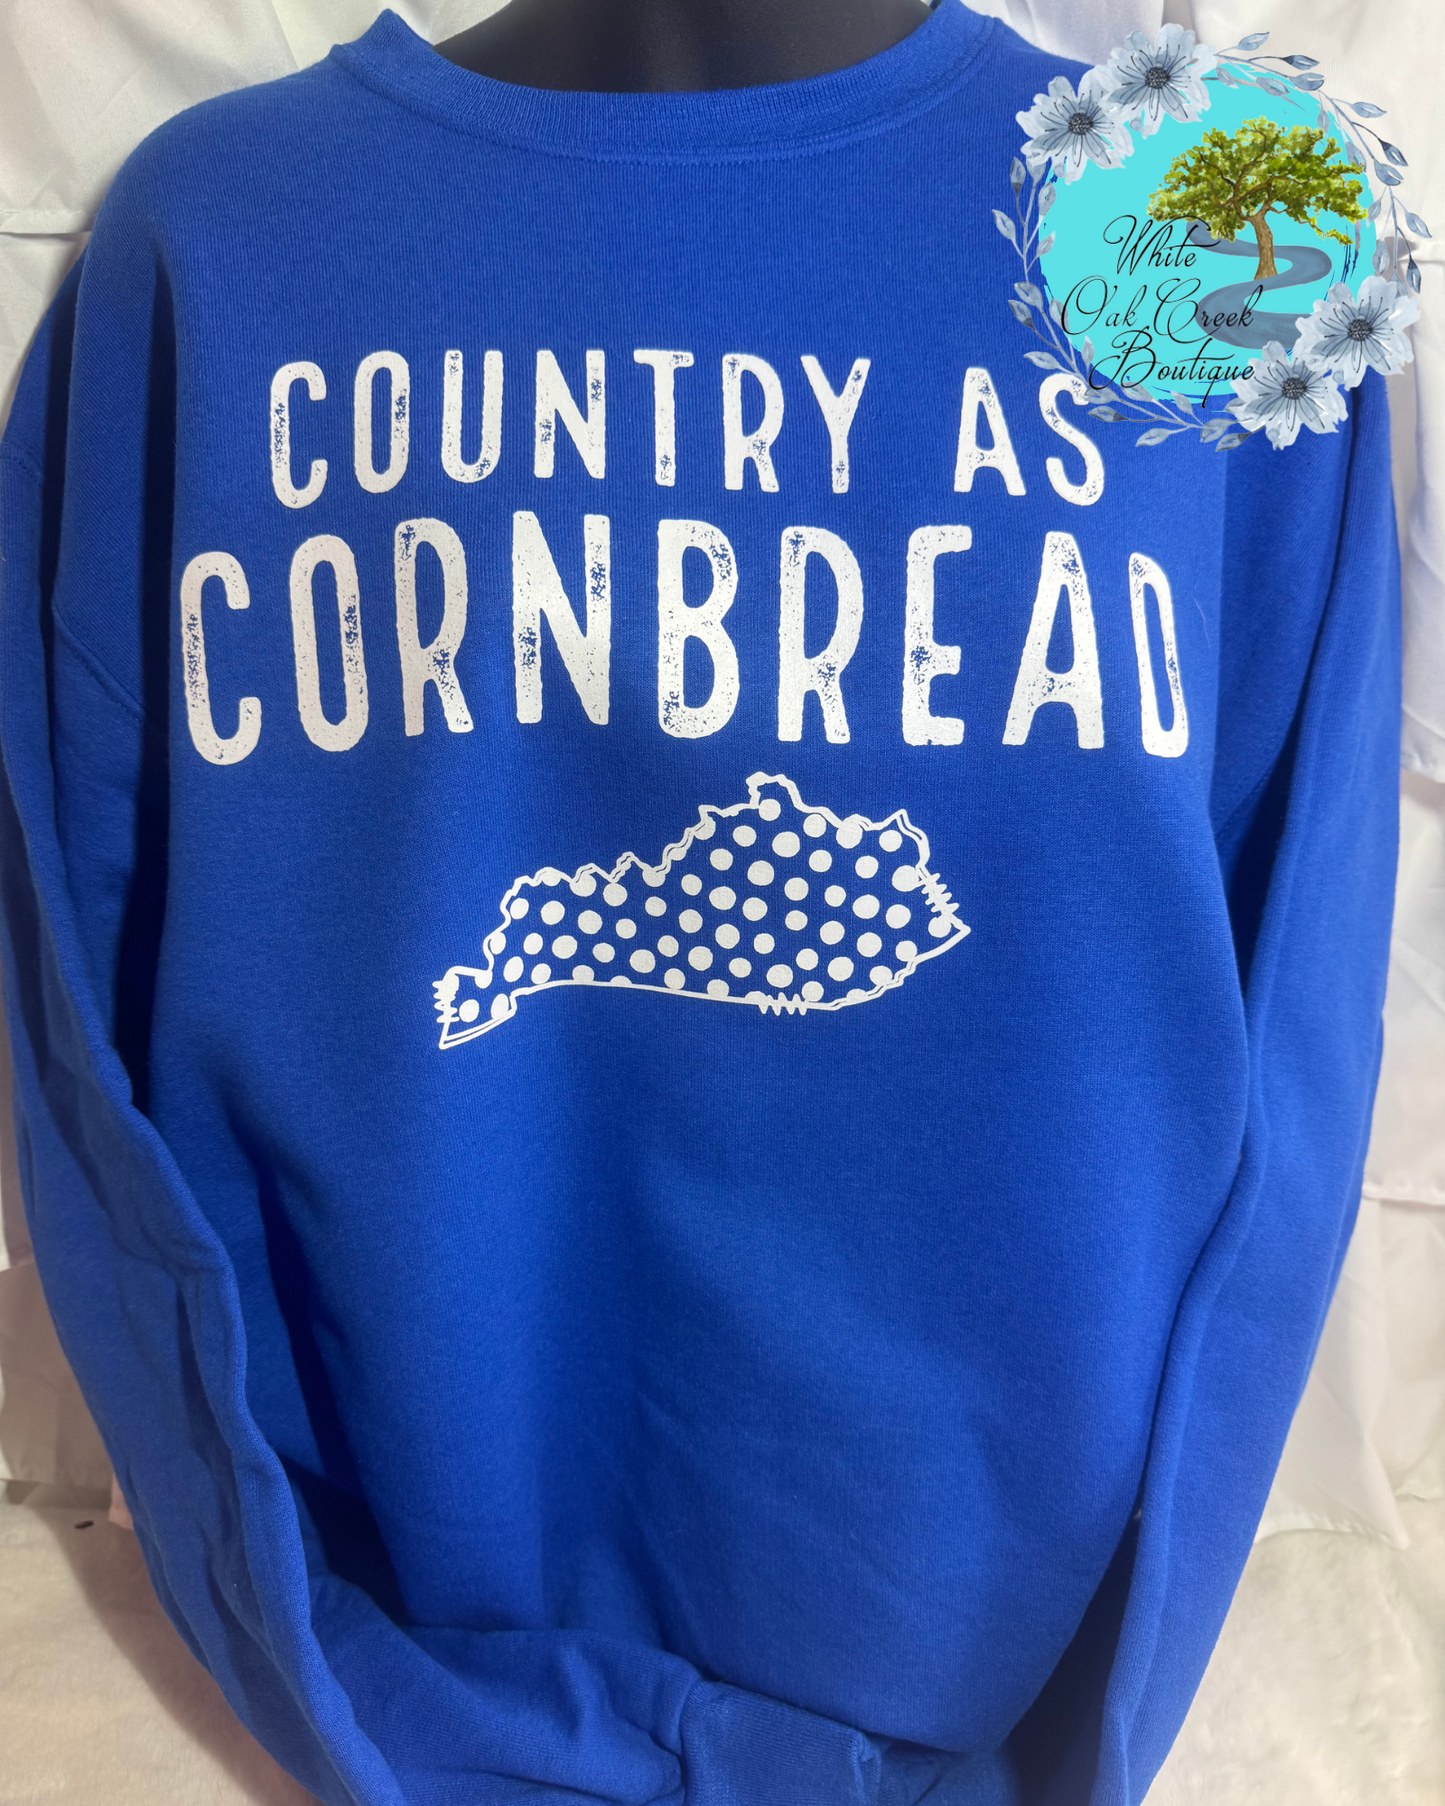 COUNTRY AS
CORNBREAD
White
Oak Creek
Boutique